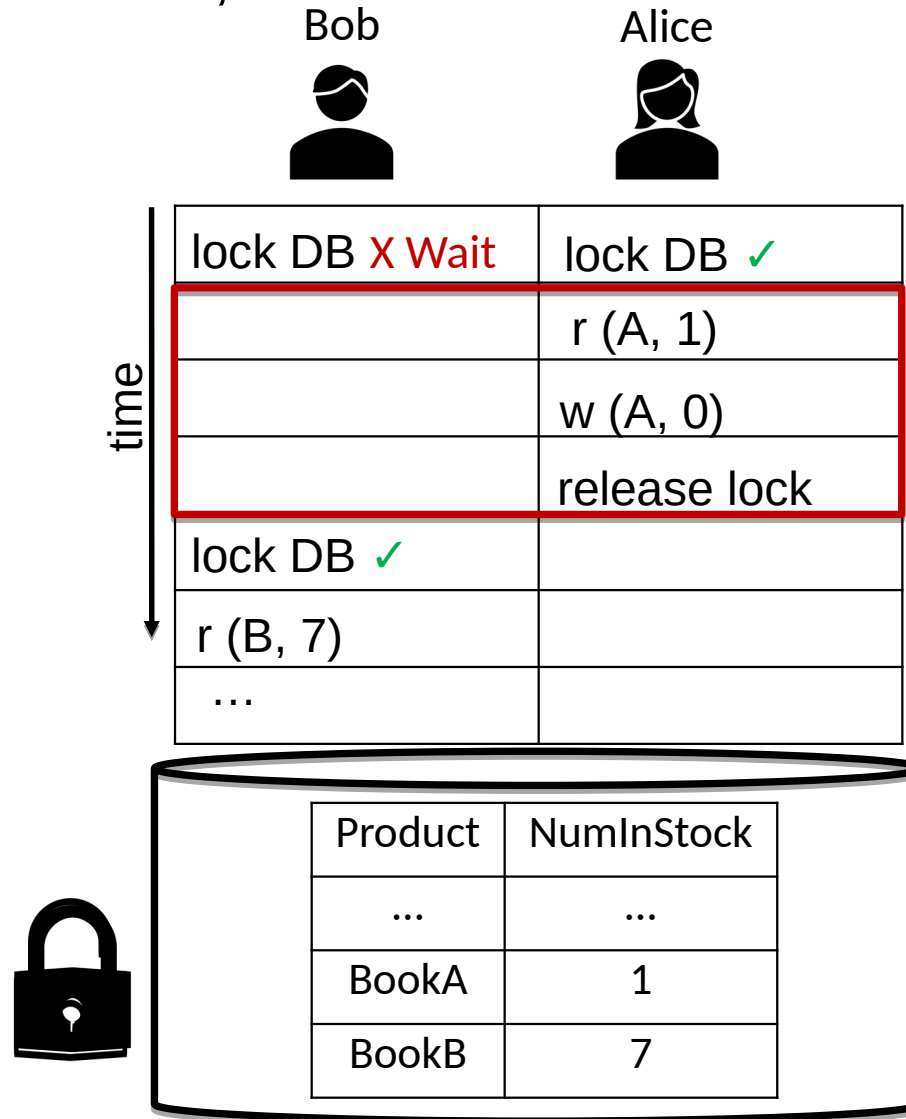 Bob Alice
lock DB X Wait lock DB ✓
r (A, 1)
w (A, 0)
release lock
time
lock DB ✓
r (B, 7)
...
Product NumInStock
... ...
BookA 1
BookB 7